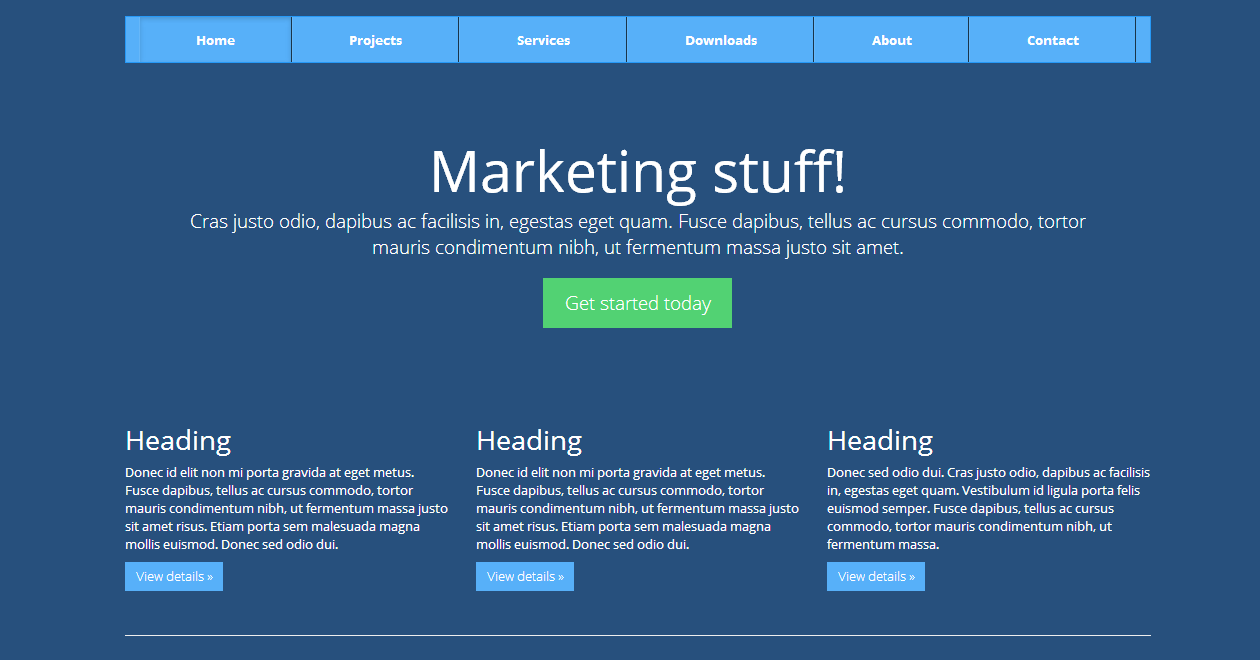 Home Projects Services Downloads About Contact
Marketing stuff!
Cras justo odio, dapibus ac facilisis in, egestas eget quam. Fusce dapibus, tellus ac cursus commodo, tortor
mauris condimentum nibh, ut fermentum massa justo sit amet.
Get started today
Heading
Donec id elit non mi porta gravida at eget metus.
Fusce dapibus, tellus ac cursus commodo, tortor
mauris condimentum nibh, ut fermentum massa justo
sit amet risus. Etiam porta sem malesuada magna
mollis euismod. Donec sed odio dui.
View details »
Heading
Donec id elit non mi porta gravida at eget metus.
Fusce dapibus, tellus ac cursus commodo, tortor
mauris condimentum nibh, ut fermentum massa justo
sit amet risus. Etiam porta sem malesuada magna
mollis euismod. Donec sed odio dui.
View details »
Heading
Donec sed odio dui. Cras justo odio, dapibus ac facilisis
in, egestas eget quam. Vestibulum id ligula porta felis
euismod semper. Fusce dapibus, tellus ac cursus
commodo, tortor mauris condimentum nibh, ut
fermentum massa.
View details »